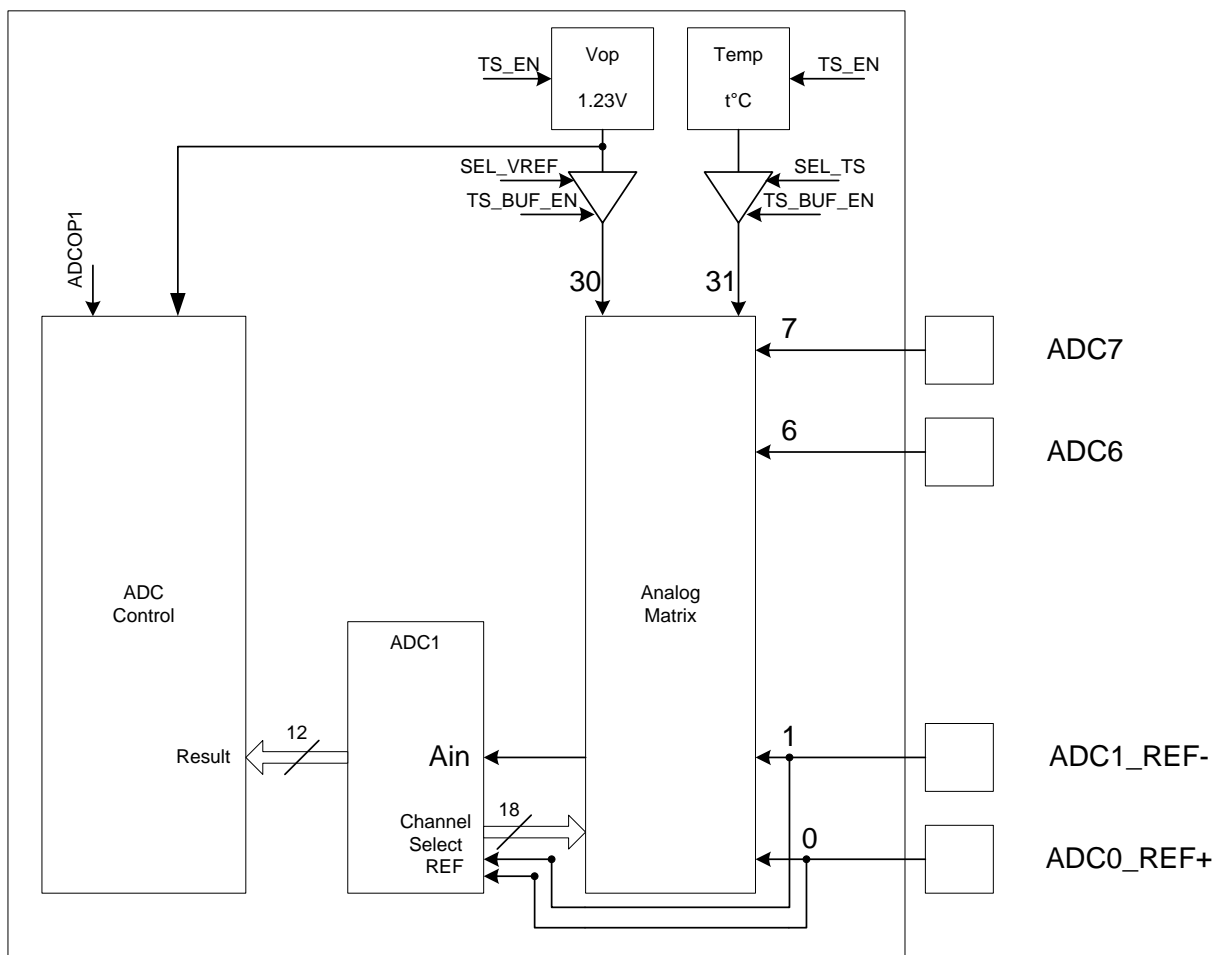 Vop
Temp
TS_EN
TS_EN
1.23V
t°C
SEL_VREF
SEL_TS
TS_BUF_EN
TS_BUF_EN
ADCOP1
30
31
7
ADC7
6
ADC6
ADC
Control
Analog
Matrix
ADC1
12
1
Result
Ain
ADC1_REF-
18
Channel
Select
REF
0
ADC0_REF+